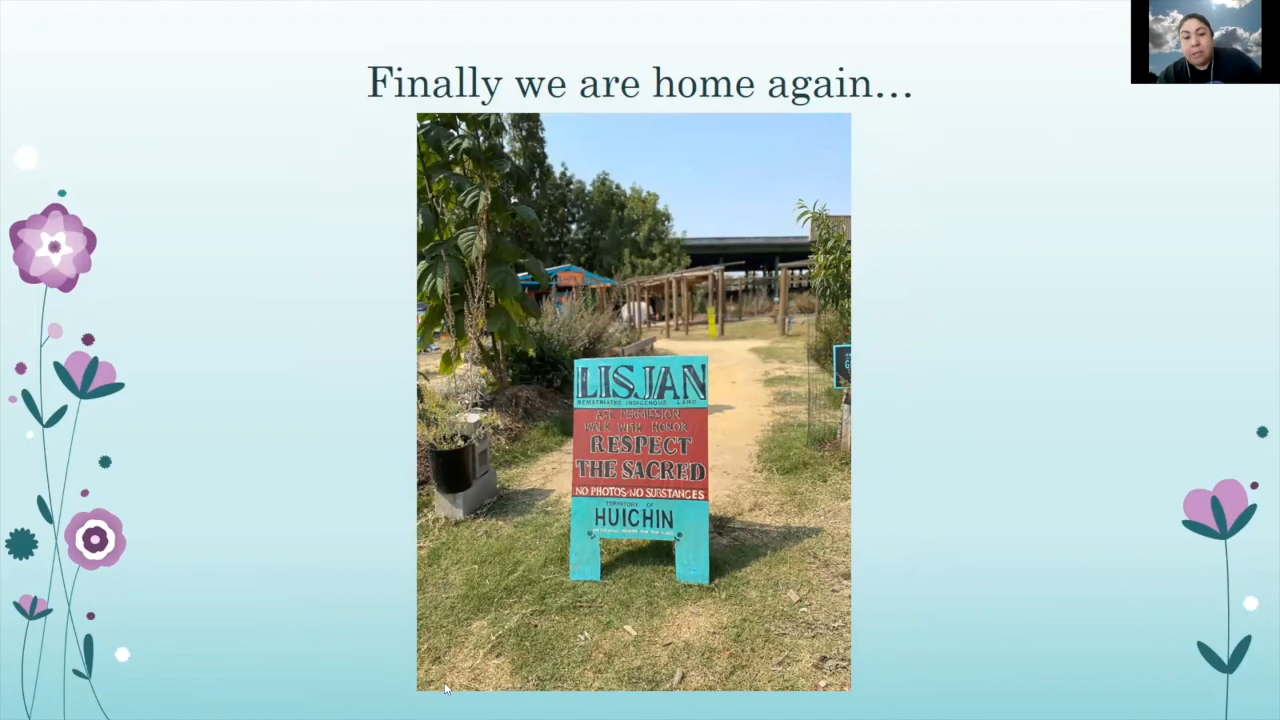 Finally we are home again...
LISJAN
REMATRIATED INDIGENOUS LAND
ASK PERMISSION
WALK WITH HONOR
RESPECT
THE SACRED
NO PHOTOS·NO SUBSTANCES
TERRITORY OF
HUICHIN